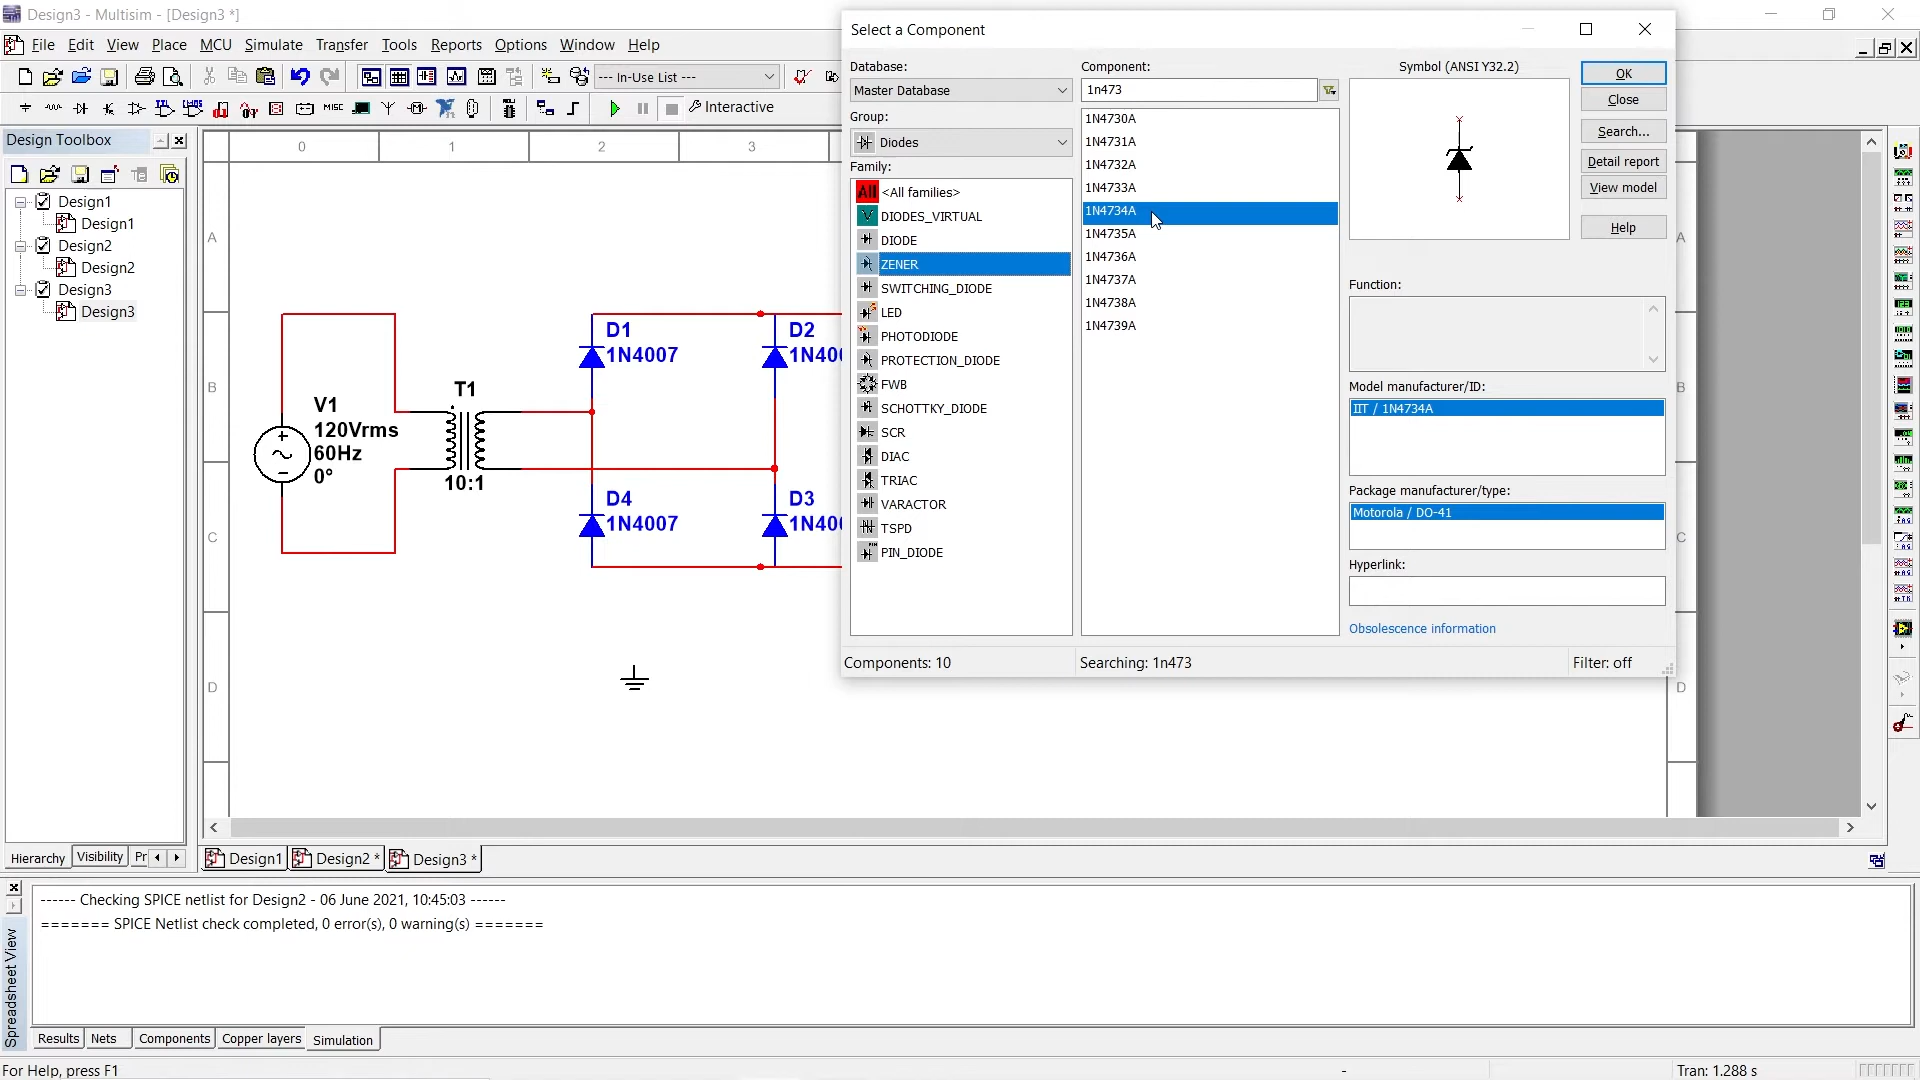 Design3 - Multisim - [Design3 *]
File Edit View Place MCU Simulate Transfer Tools Reports Options Window Help
--- In-Use List ---
MISC
Interactive
Design Toolbox
Design1
Design1
Design2
Design2
Design3
Design3
Hierarchy Visibility Pr
0 1 2 3
A
B
C
D
A
B
C
D
V1
120Vrms
60Hz
0°
T1
10:1
D1
1N4007
D2
1N400
D4
1N4007
D3
1N400
Select a Component
Database:
Master Database
Group:
Diodes
Family:
All <All families>
DIODES_VIRTUAL
DIODE
ZENER
SWITCHING_DIODE
LED
PHOTODIODE
PROTECTION_DIODE
FWB
SCHOTTKY_DIODE
SCR
DIAC
TRIAC
VARACTOR
TSPD
PIN_DIODE
Component:
1n473
1N4730A
1N4731A
1N4732A
1N4733A
1N4734A
1N4735A
1N4736A
1N4737A
1N4738A
1N4739A
Symbol (ANSI Y32.2)
OK
Close
Search...
Detail report
View model
Help
Function:
Model manufacturer/ID:
IIT / 1N4734A
Package manufacturer/type:
Motorola / DO-41
Hyperlink:
Obsolescence information
Components: 10
Searching: 1n473
Filter: off
Design1 Design2 * Design3 *
Spreadsheet View
------ Checking SPICE netlist for Design2 - 06 June 2021, 10:45:03 ------
======= SPICE Netlist check completed, 0 error(s), 0 warning(s) =======
Results Nets Components Copper layers Simulation
For Help, press F1
-
Tran: 1.288 s